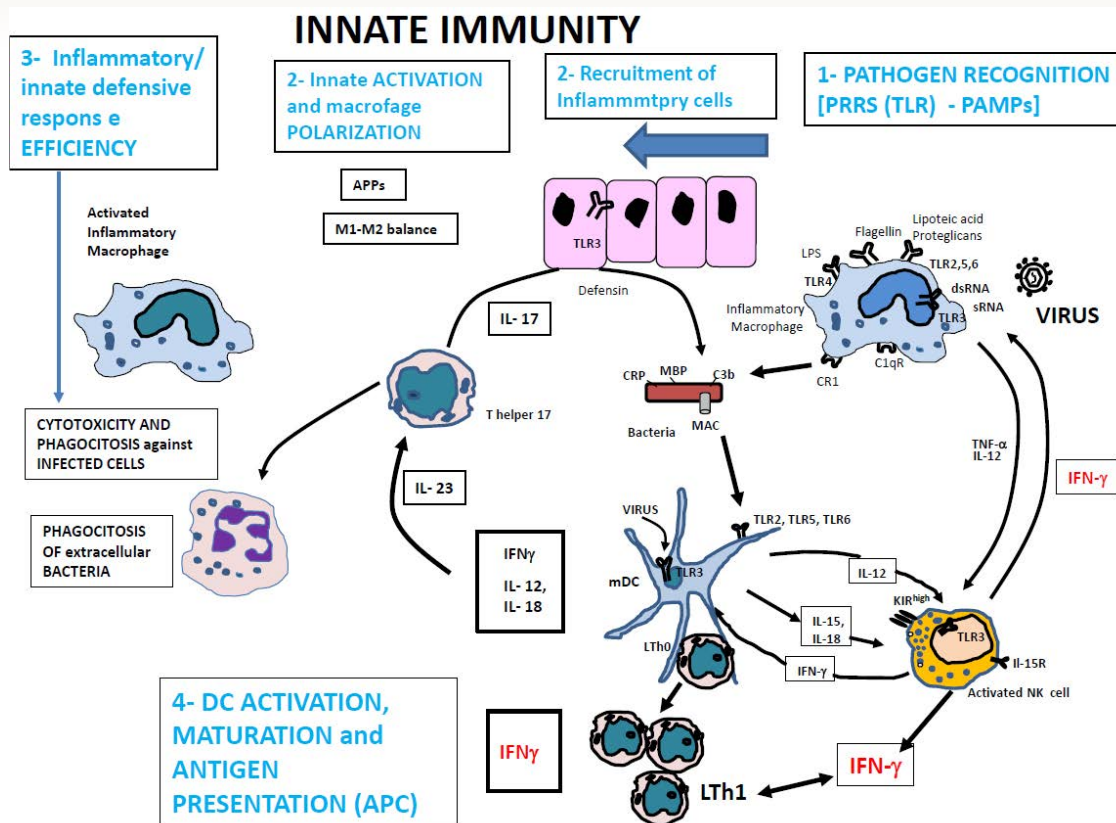 INNATE IMMUNITY
3- Inflammatory/
innate defensive
respons e
EFFICIENCY
2- Innate ACTIVATION
and macrofage
POLARIZATION
2- Recruitment of
Inflammmtpry cells
1- PATHOGEN RECOGNITION
[PRRS (TLR) - PAMPs]
APPs
M1-M2 balance
Activated
Inflammatory
Macrophage
TLR3
Defensin
LPS
Flagellin
Lipoteic acid
Proteglicans
TLR4
TLR2,5,6
dsRNA
sRNA
TLR3
VIRUS
Inflammatory
Macrophage
C1qR
CR1
IL- 17
T helper 17
CRP
MBP
C3b
MAC
Bacteria
CYTOTOXICITY AND
PHAGOCITOSIS against
INFECTED CELLS
IL- 23
TNF-α
IL-12
IFN-γ
PHAGOCITOSIS
OF extracellular
BACTERIA
IFNγ
IL- 12,
IL- 18
VIRUS
TLR2, TLR5, TLR6
TLR3
mDC
IL-12
KIRhigh
IL-15,
IL-18
TLR3
LTh0
IFN-γ
Il-15R
Activated NK cell
4- DC ACTIVATION,
MATURATION and
ANTIGEN
PRESENTATION (APC)
IFNγ
IFN-γ
LTh1